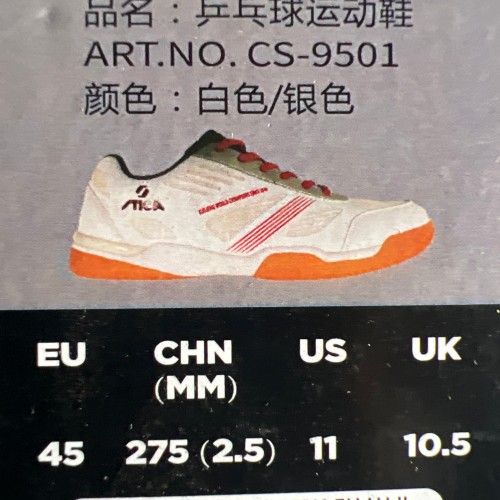 品名：乒乓球运动鞋
ART.NO. CS-9501
颜色：白色/银色
STIGA
EU CHN US UK
(MM)
45 275 (2.5) 11 10.5